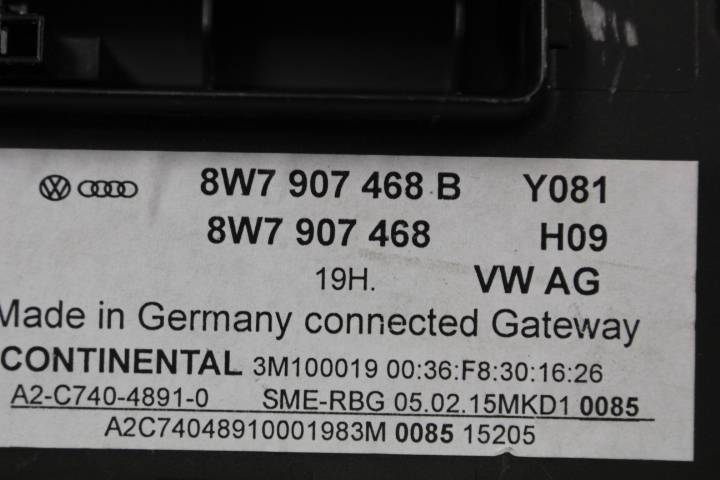 8W7 907 468 B Y081
8W7 907 468 H09
19H. VW AG
Made in Germany connected Gateway
CONTINENTAL 3M100019 00:36:F8:30:16:26
A2-C740-4891-0 SME-RBG 05.02.15MKD1 0085
A2C74048910001983M 0085 15205